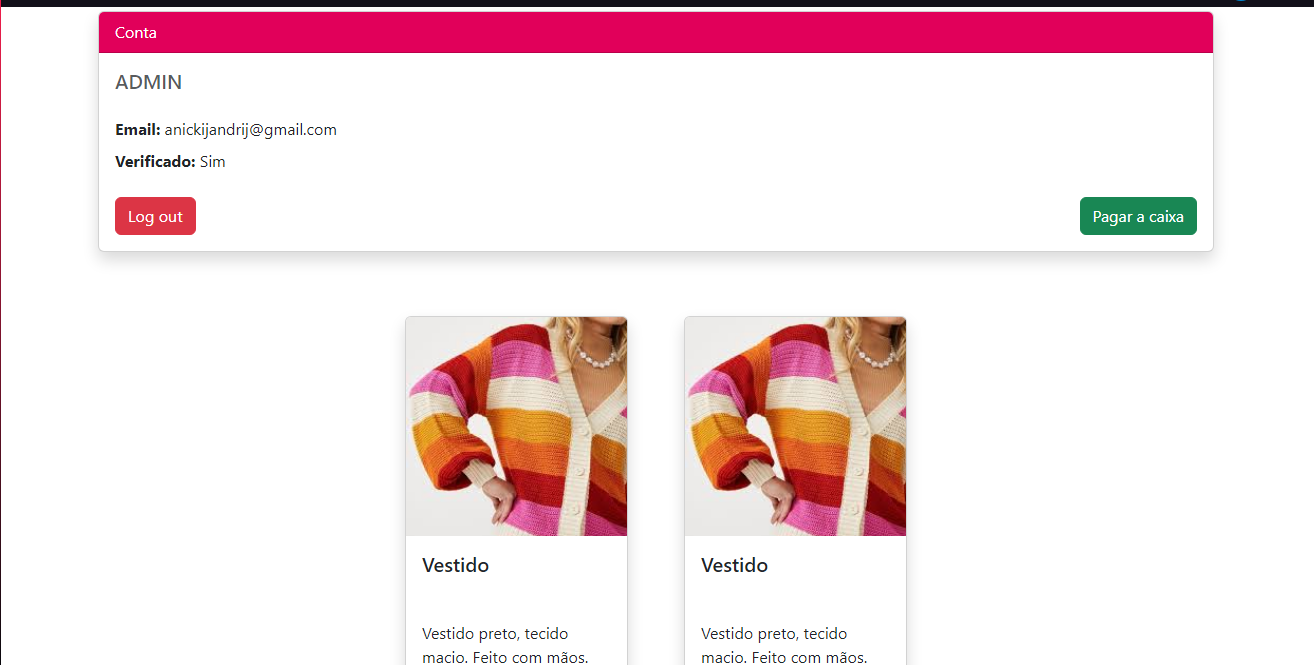 Conta
ADMIN
Email: anickijandrij@gmail.com
Verificado: Sim
Log out
Pagar a caixa
Vestido
Vestido preto, tecido
macio. Feito com mãos.
Vestido
Vestido preto, tecido
macio. Feito com mãos.